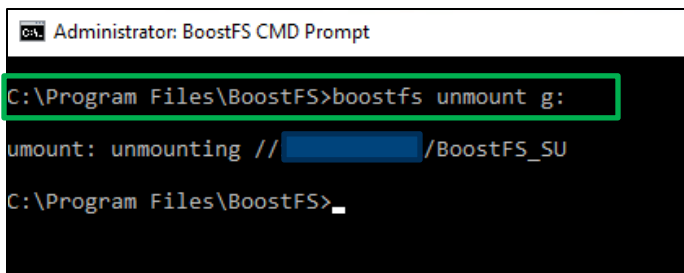 Administrator: BoostFS CMD Prompt
C:\Program Files\BoostFS>boostfs unmount g:
umount: unmounting // /BoostFS_SU
C:\Program Files\BoostFS>